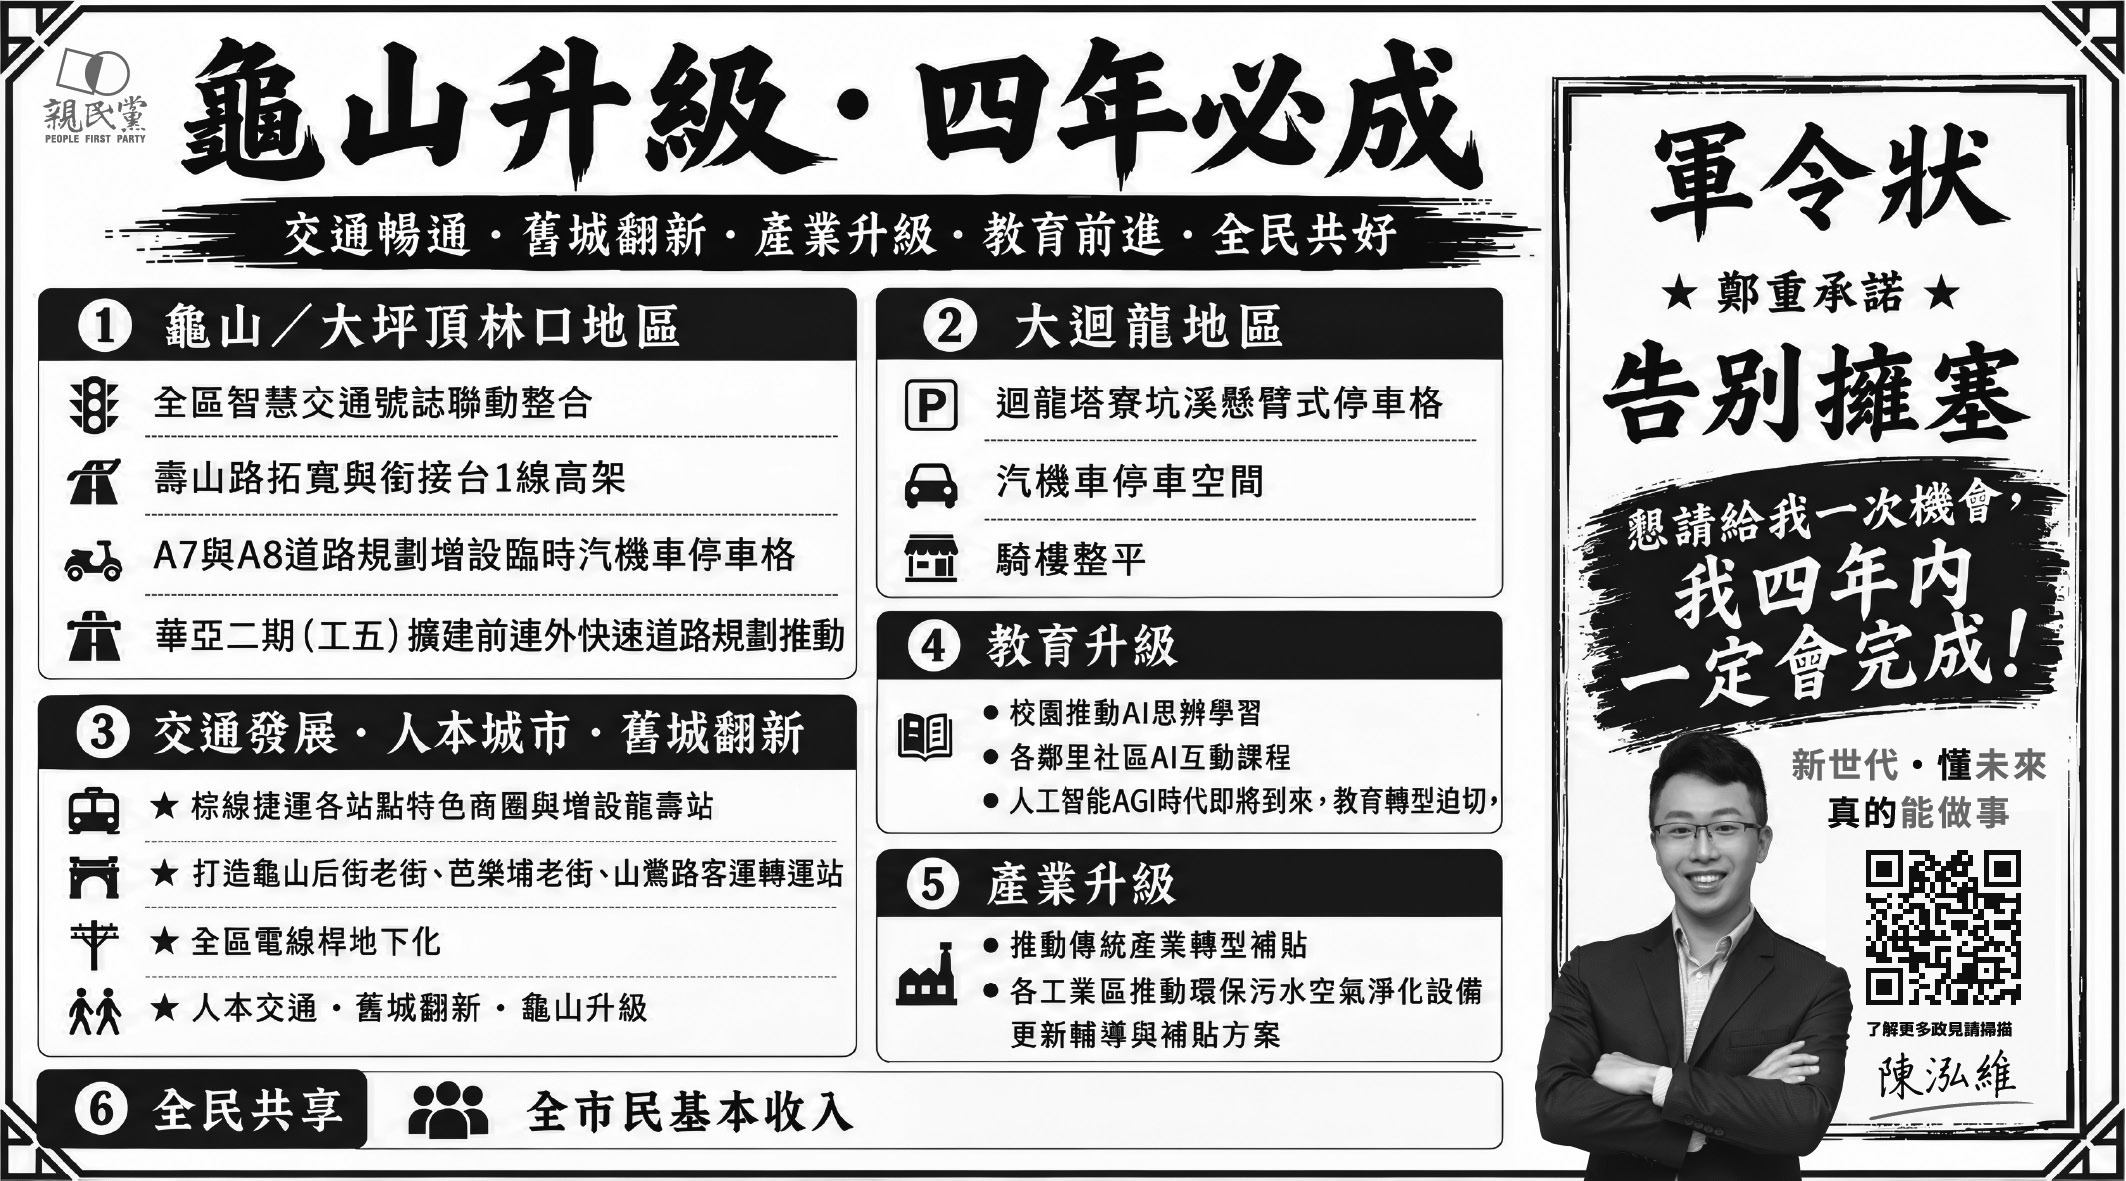 親民黨
PEOPLE FIRST PARTY
龜山升級·四年必成
交通暢通·舊城翻新·產業升級·教育前進·全民共好
1 龜山／大坪頂林口地區
全區智慧交通號誌聯動整合
壽山路拓寬與銜接台1線高架
A7與A8道路規劃增設臨時汽機車停車格
華亞二期(工五)擴建前連外快速道路規劃推動
2 大迴龍地區
P
迴龍塔寮坑溪懸臂式停車格
汽機車停車空間
騎樓整平
3 交通發展·人本城市·舊城翻新
★ 棕線捷運各站點特色商圈與增設龍壽站
★ 打造龜山后街老街、芭樂埔老街、山鶯路客運轉運站
★ 全區電線桿地下化
★ 人本交通·舊城翻新·龜山升級
4 教育升級
● 校園推動AI思辨學習
● 各鄰里社區AI互動課程
● 人工智能AGI時代即將到來，教育轉型迫切，
5 產業升級
● 推動傳統產業轉型補貼
● 各工業區推動環保污水空氣淨化設備
更新輔導與補貼方案
6 全民共享
全市民基本收入
軍令狀
★ 鄭重承諾 ★
告別擁塞
懇請給我一次機會，
我四年內
一定會完成！
新世代·懂未來
真的能做事
了解更多政見請掃描
陳泓維